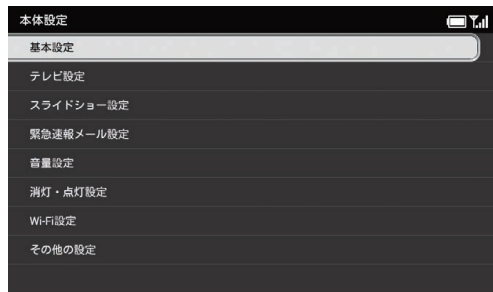 本体設定
基本設定
テレビ設定
スライドショー設定
緊急速報メール設定
音量設定
消灯・点灯設定
Wi-Fi設定
その他の設定